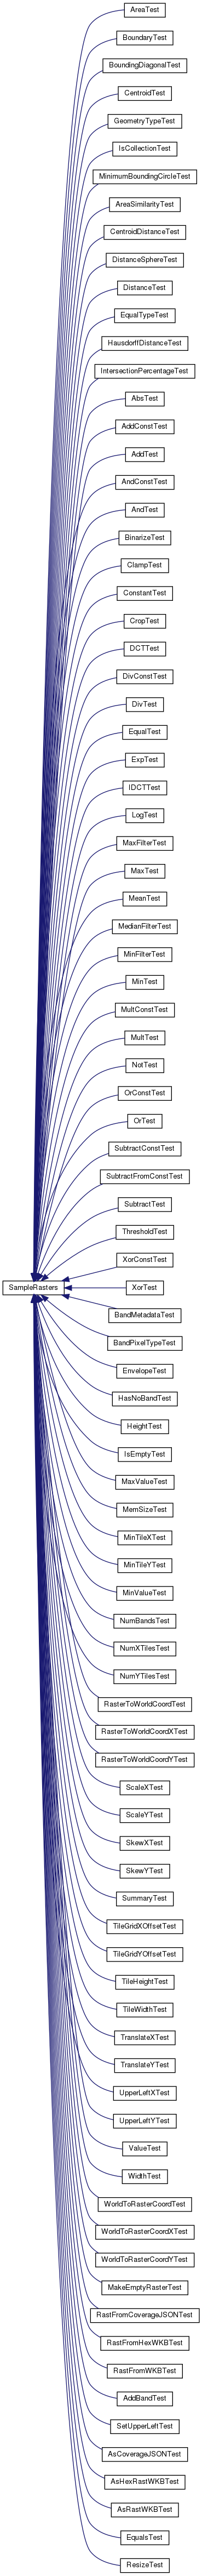 AreaTest
BoundaryTest
BoundingDiagonalTest
CentroidTest
GeometryTypeTest
IsCollectionTest
MinimumBoundingCircleTest
AreaSimilarityTest
CentroidDistanceTest
DistanceSphereTest
DistanceTest
EqualTypeTest
HausdorffDistanceTest
IntersectionPercentageTest
AbsTest
AddConstTest
AddTest
AndConstTest
AndTest
BinarizeTest
ClampTest
ConstantTest
CropTest
DCTTest
DivConstTest
DivTest
EqualTest
ExpTest
IDCTTest
LogTest
MaxFilterTest
MaxTest
MeanTest
MedianFilterTest
MinFilterTest
MinTest
MultConstTest
MultTest
NotTest
OrConstTest
OrTest
SubtractConstTest
SubtractFromConstTest
SubtractTest
ThresholdTest
XorConstTest
SampleRasters
XorTest
BandMetadataTest
BandPixelTypeTest
EnvelopeTest
HasNoBandTest
HeightTest
IsEmptyTest
MaxValueTest
MemSizeTest
MinTileXTest
MinTileYTest
MinValueTest
NumBandsTest
NumXTilesTest
NumYTilesTest
RasterToWorldCoordTest
RasterToWorldCoordXTest
RasterToWorldCoordYTest
ScaleXTest
ScaleYTest
SkewXTest
SkewYTest
SummaryTest
TileGridXOffsetTest
TileGridYOffsetTest
TileHeightTest
TileWidthTest
TranslateXTest
TranslateYTest
UpperLeftXTest
UpperLeftYTest
ValueTest
WidthTest
WorldToRasterCoordTest
WorldToRasterCoordXTest
WorldToRasterCoordYTest
MakeEmptyRasterTest
RastFromCoverageJSONTest
RastFromHexWKBTest
RastFromWKBTest
AddBandTest
SetUpperLeftTest
AsCoverageJSONTest
AsHexRastWKBTest
AsRastWKBTest
EqualsTest
ResizeTest